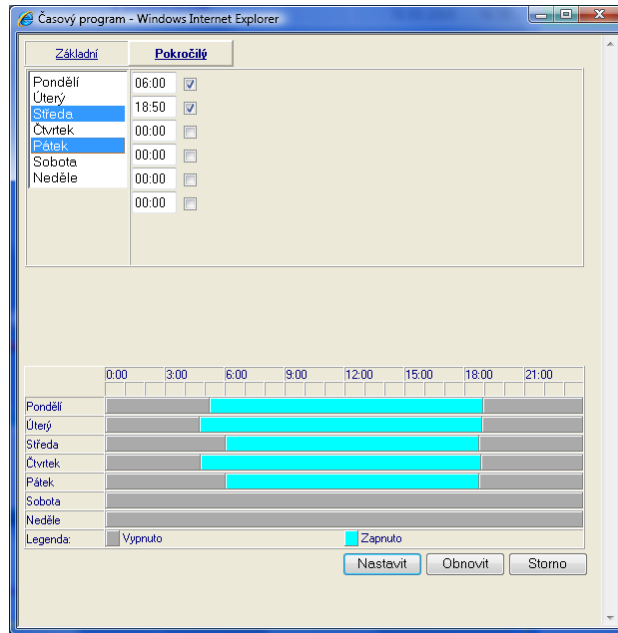 Časový program - Windows Internet Explorer
Základní Pokročilý
Pondělí 06:00
Úterý 18:50
Středa
Čtvrtek 00:00
Pátek 00:00
Sobota
Neděle 00:00
00:00
0:00 3:00 6:00 9:00 12:00 15:00 18:00 21:00
Pondělí
Úterý
Středa
Čtvrtek
Pátek
Sobota
Neděle
Legenda: Vypnuto Zapnuto
Nastavit Obnovit Storno